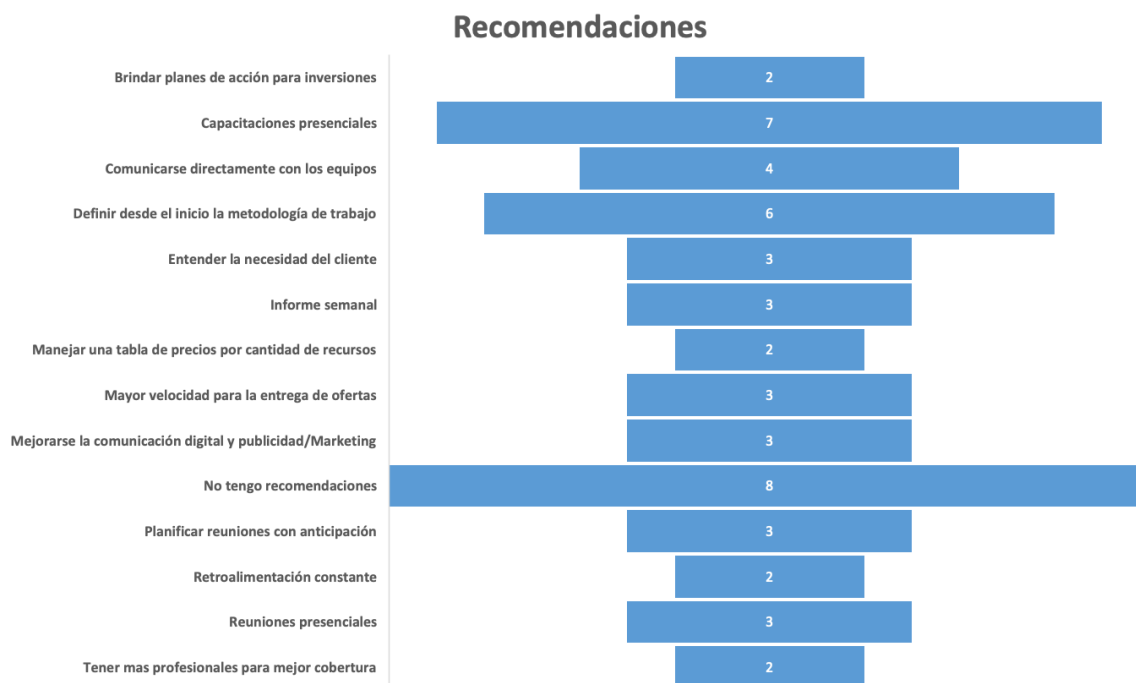 Recomendaciones
Brindar planes de acción para inversiones 2
Capacitaciones presenciales 7
Comunicarse directamente con los equipos 4
Definir desde el inicio la metodología de trabajo 6
Entender la necesidad del cliente 3
Informe semanal 3
Manejar una tabla de precios por cantidad de recursos 2
Mayor velocidad para la entrega de ofertas 3
Mejorarse la comunicación digital y publicidad/Marketing 3
No tengo recomendaciones 8
Planificar reuniones con anticipación 3
Retroalimentación constante 2
Reuniones presenciales 3
Tener mas profesionales para mejor cobertura 2